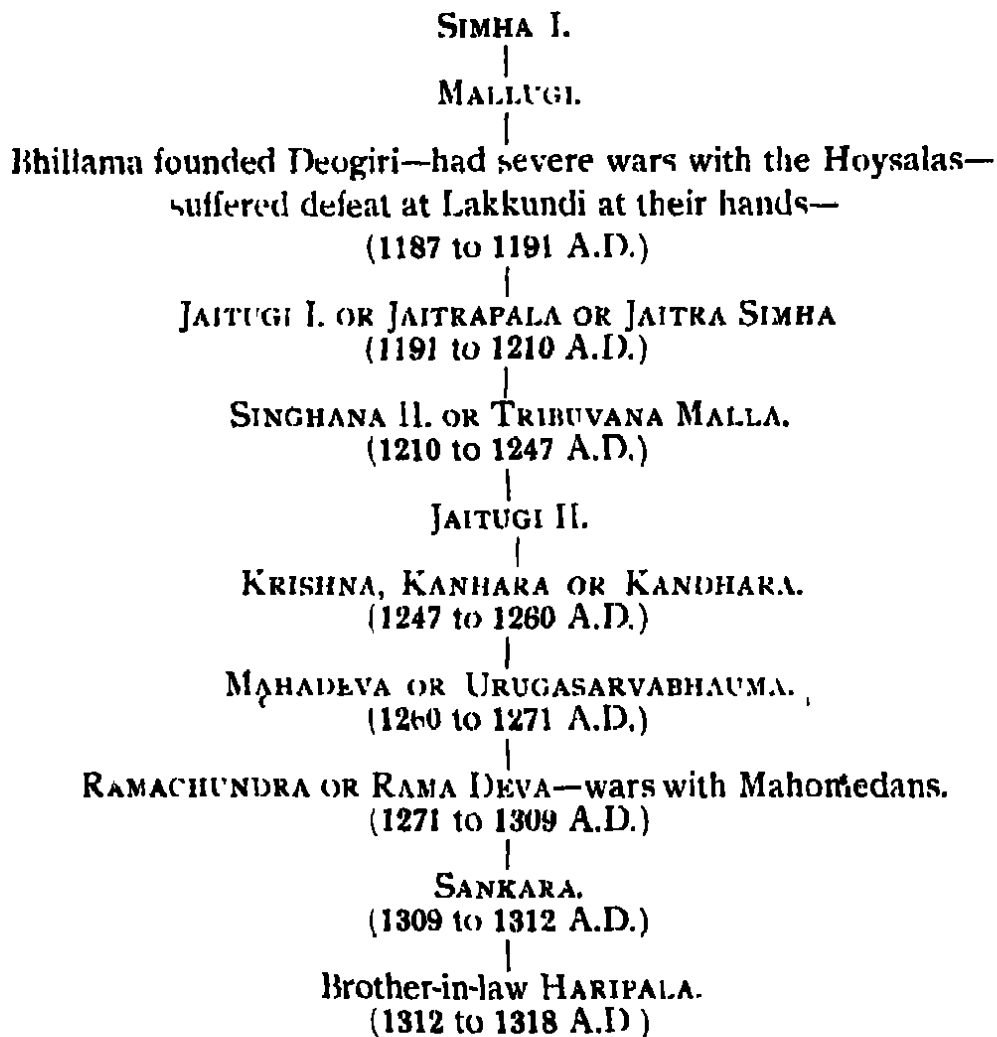 SIMHA I.
MALLUGI.
Bhillama founded Deogiri—had severe wars with the Hoysalas—
suffered defeat at Lakkundi at their hands—
(1187 to 1191 A.D.)
JAITUGI I. OR JAITRAPALA OR JAITRA SIMHA
(1191 to 1210 A.D.)
SINGHANA II. OR TRIBUVANA MALLA.
(1210 to 1247 A.D.)
JAITUGI II.
KRISHNA, KANHARA OR KANDHARA.
(1247 to 1260 A.D.)
MAHADEVA OR URUGASARVABHAUMA.
(1260 to 1271 A.D.)
RAMACHUNDRA OR RAMA DEVA—wars with Mahomedans.
(1271 to 1309 A.D.)
SANKARA.
(1309 to 1312 A.D.)
Brother-in-law HARIPALA.
(1312 to 1318 A.D)